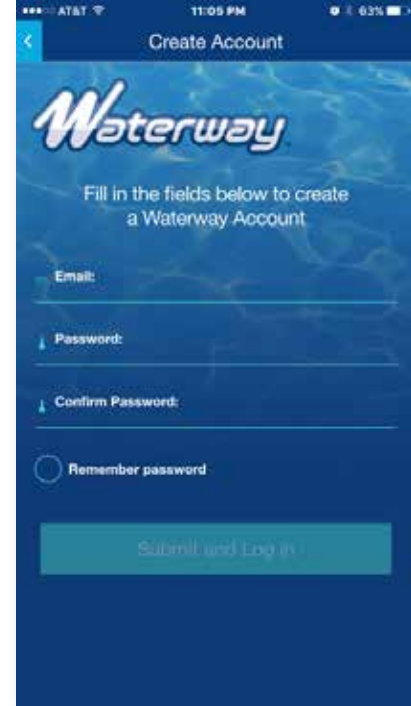 AT&T 11:05 PM 63%
Create Account
Waterway
Fill in the fields below to create
a Waterway Account
Email:
Password:
Confirm Password:
Remember password
Submit and Log in